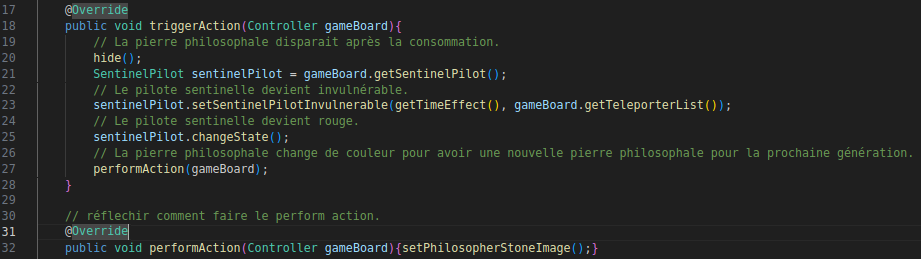 17 @Override
18 public void triggerAction(Controller gameBoard){
19 // La pierre philosophale disparait après la consommation.
20 hide();
21 SentinelPilot sentinelPilot = gameBoard.getSentinelPilot();
22 // Le pilote sentinelle devient invulnérable.
23 sentinelPilot.setSentinelPilotInvulnerable(getTimeEffect(), gameBoard.getTeleporterList());
24 // Le pilote sentinelle devient rouge.
25 sentinelPilot.changeState();
26 // La pierre philosophale change de couleur pour avoir une nouvelle pierre philosophale pour la prochaine génération.
27 performAction(gameBoard);
28 }
29
30 // réflechir comment faire le perform action.
31 @Override
32 public void performAction(Controller gameBoard){setPhilosopherStoneImage();}